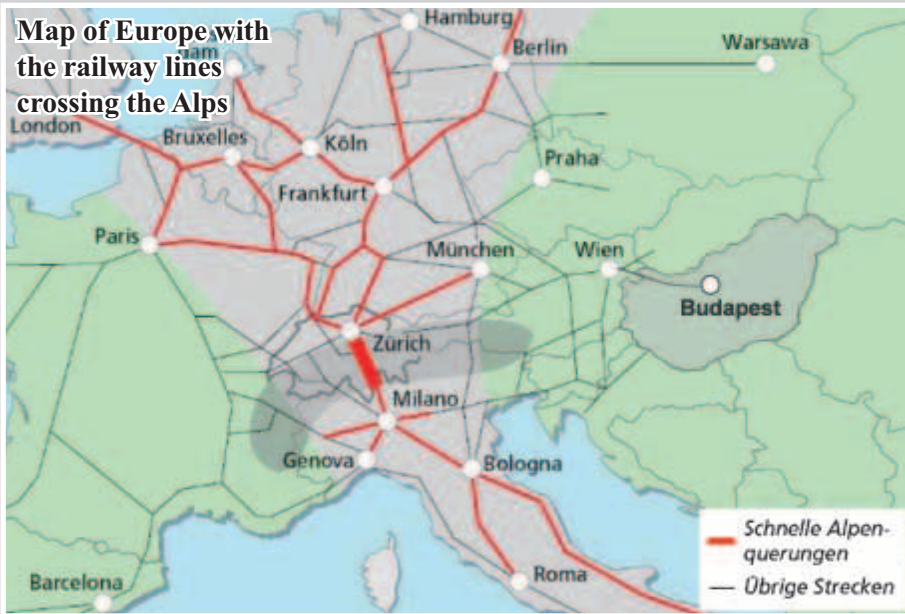 Map of Europe with
the railway lines
crossing the Alps
dam
Hamburg
Berlin
Warsawa
London
Bruxelles
Köln
Praha
Frankfurt
Paris
München
Wien
Budapest
Zürich
Milano
Genova
Bologna
Roma
Barcelona
Schnelle Alpen-
querungen
Übrige Strecken